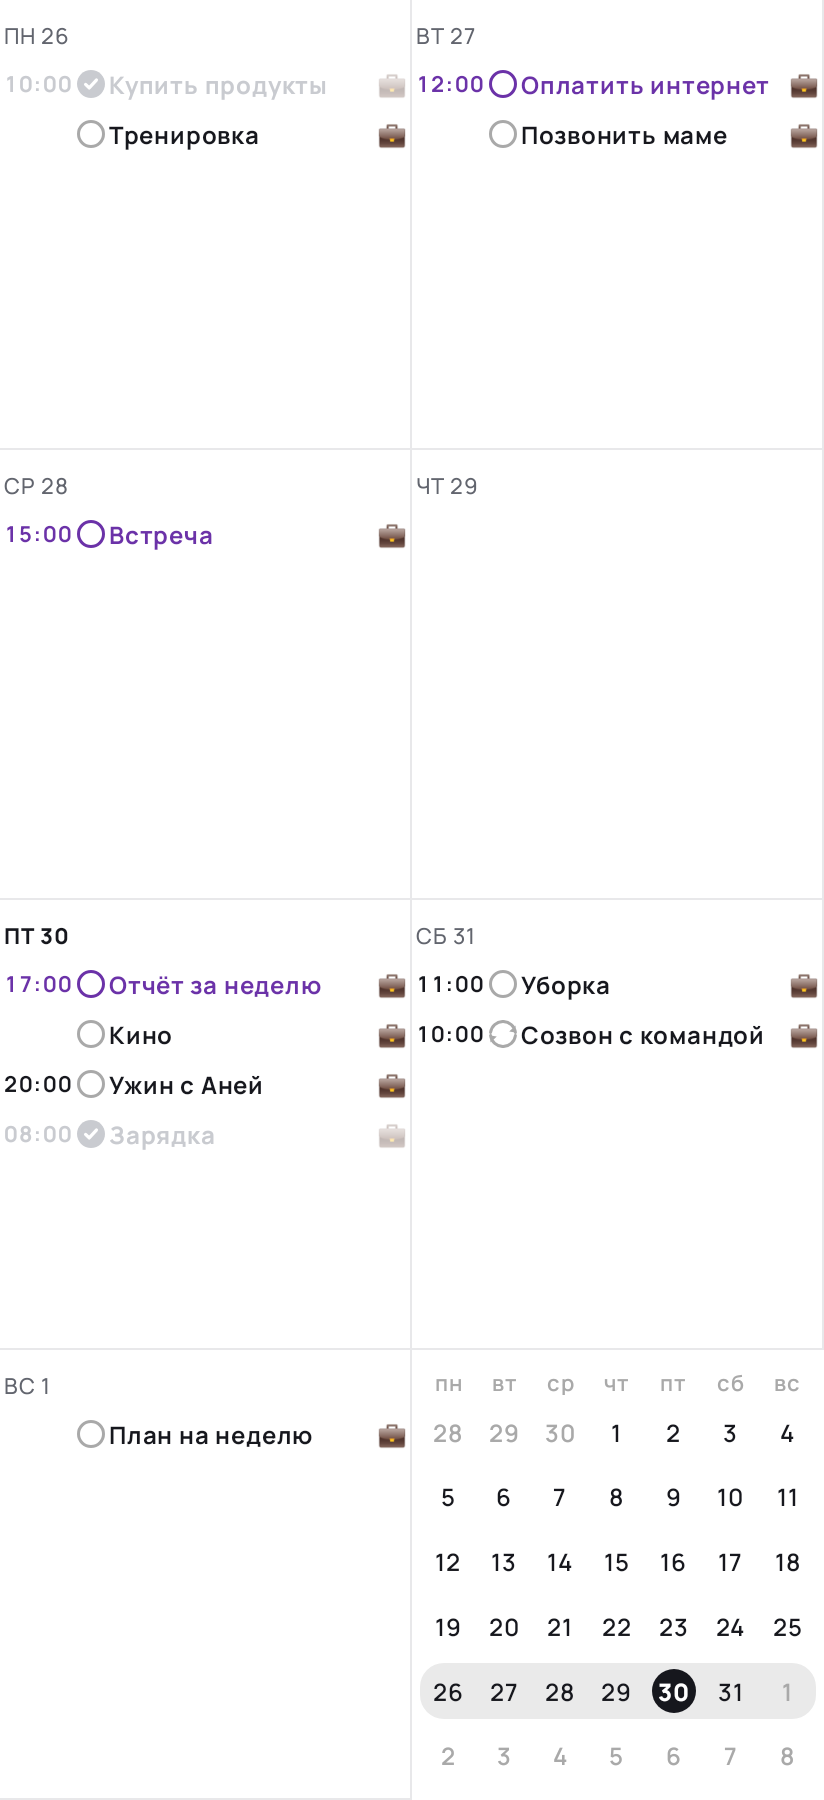 ПН 26
10:00 Купить продукты
Тренировка
ВТ 27
12:00 Оплатить интернет
Позвонить маме
СР 28
15:00 Встреча
ЧТ 29
ПТ 30
17:00 Отчёт за неделю
Кино
20:00 Ужин с Аней
08:00 Зарядка
СБ 31
11:00 Уборка
10:00 Созвон с командой
ВС 1
План на неделю
пн вт ср чт пт сб вс
28 29 30 1 2 3 4
5 6 7 8 9 10 11
12 13 14 15 16 17 18
19 20 21 22 23 24 25
26 27 28 29 30 31 1
2 3 4 5 6 7 8